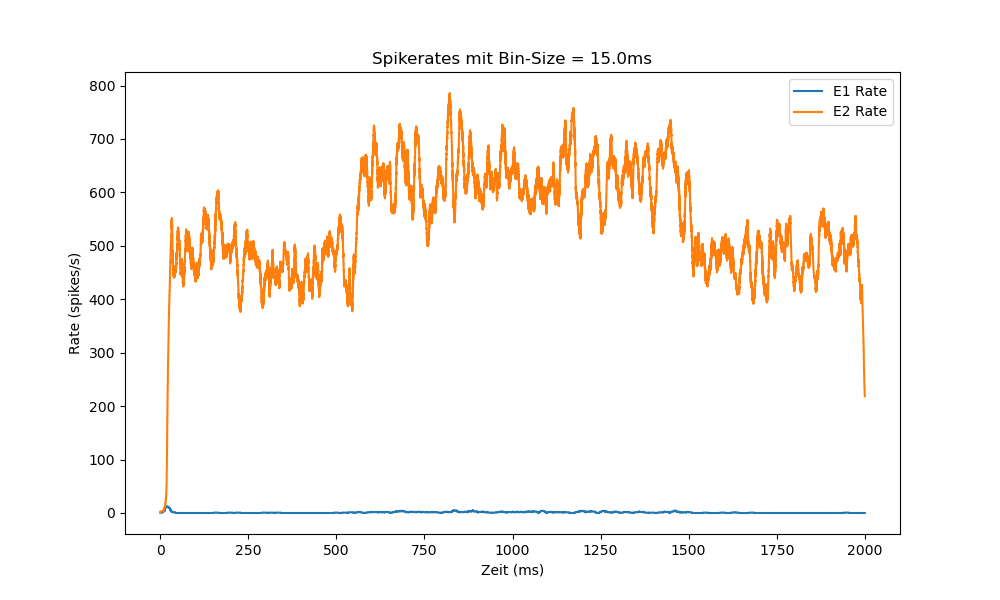 Spikerates mit Bin-Size = 15.0ms
E1 Rate
E2 Rate
800
700
600
500
400
300
200
100
0
Rate (spikes/s)
0 250 500 750 1000 1250 1500 1750 2000
Zeit (ms)